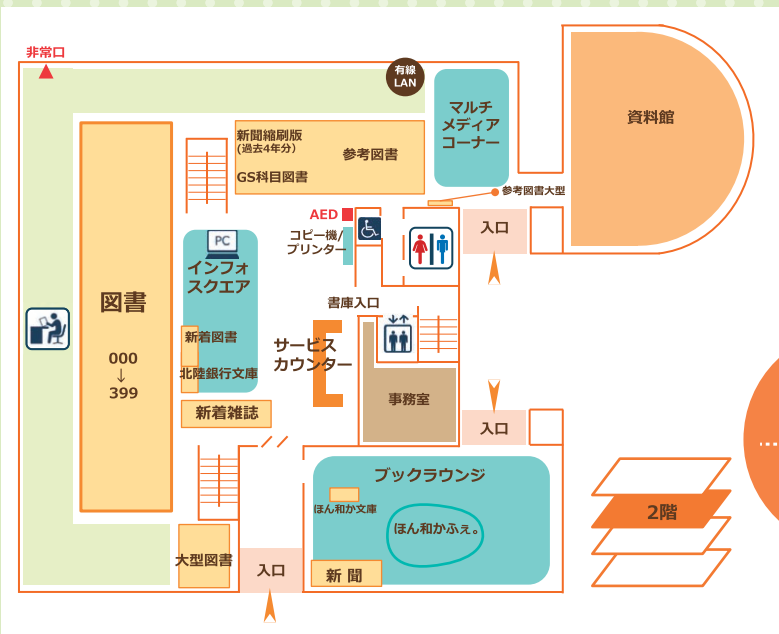 非常口
有線
LAN
マルチ
メディア
コーナー
資料館
新聞縮刷版
(過去4年分)
参考図書
GS科目図書
参考図書大型
AED
コピー機/
プリンター
入口
PC
インフォ
スクエア
図書
000
↓
399
書庫入口
新着図書
サービス
カウンター
北陸銀行文庫
事務室
新着雑誌
入口
ブックラウンジ
ほん和か文庫
ほん和かふぇ。
2階
大型図書
入口
新聞